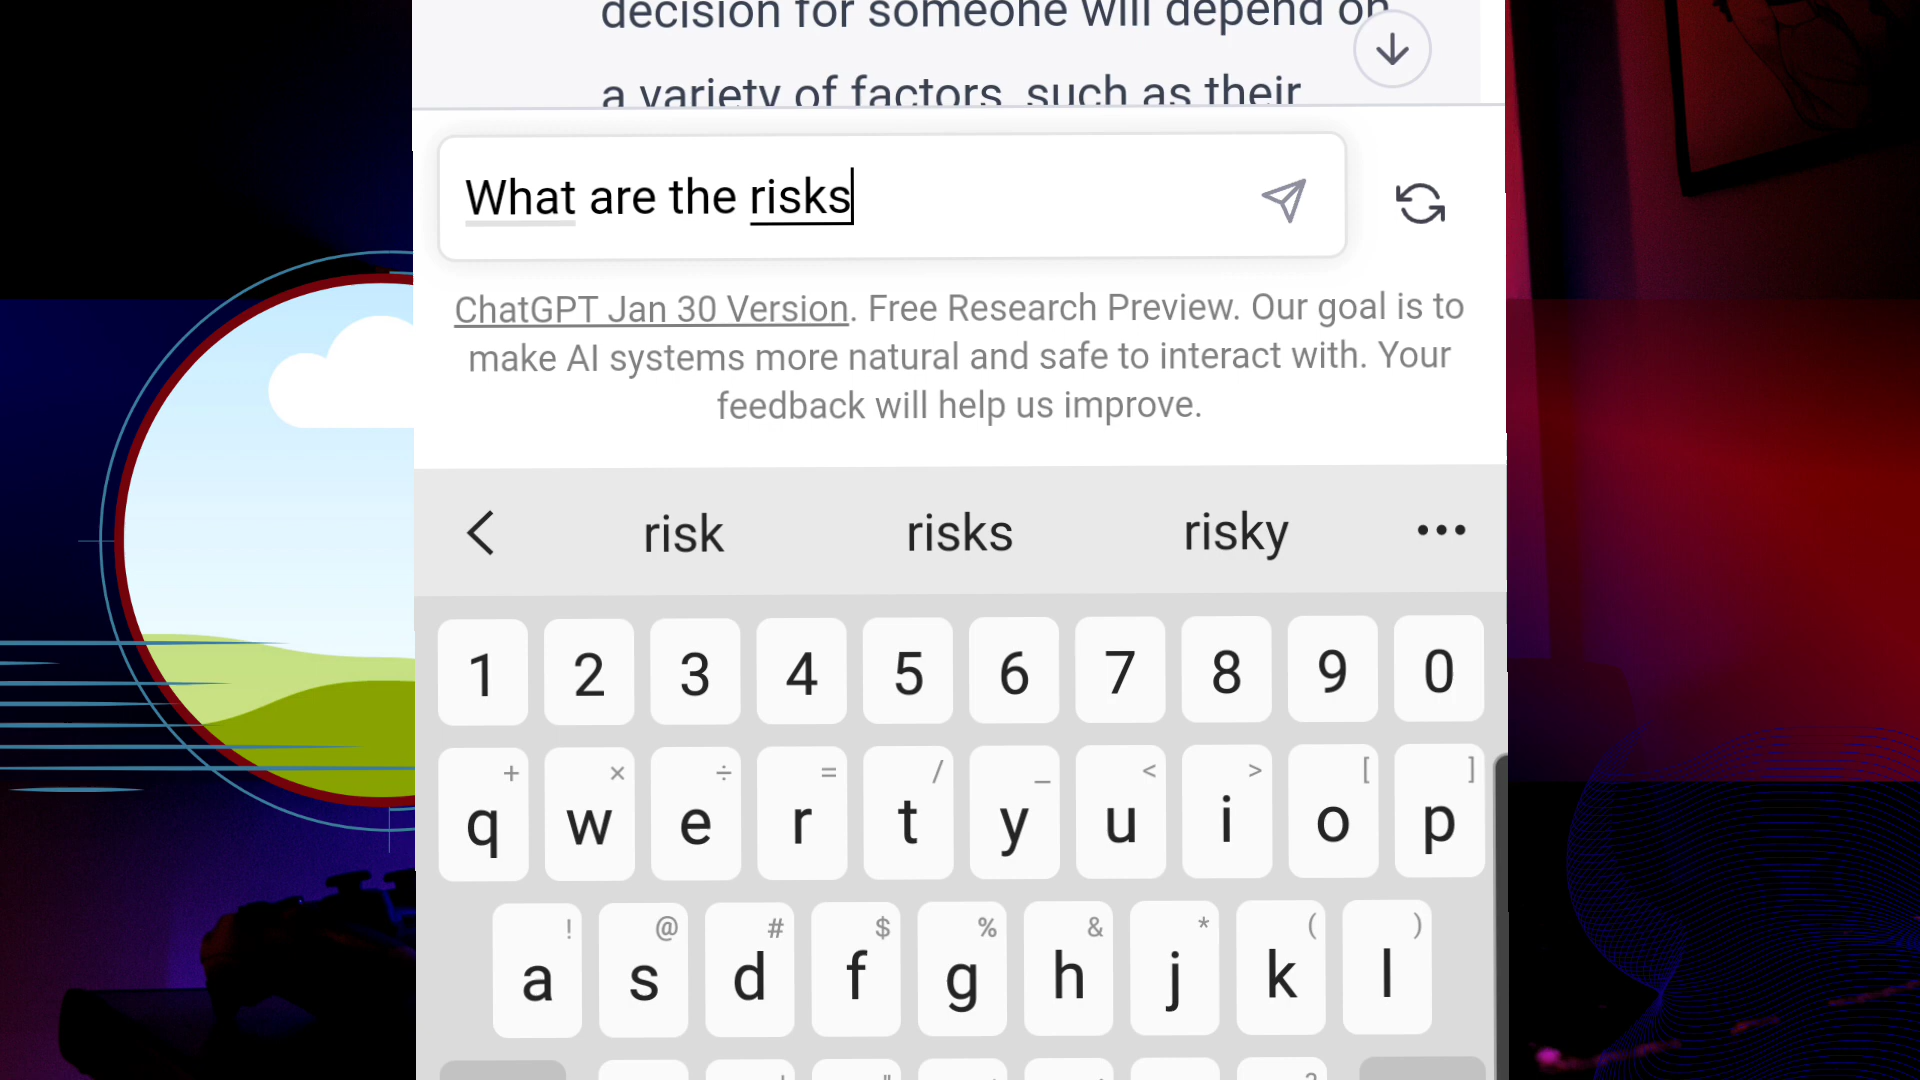 decision for someone will depend on
a variety of factors, such as their
What are the risks
ChatGPT Jan 30 Version. Free Research Preview. Our goal is to
make AI systems more natural and safe to interact with. Your
feedback will help us improve.
risk risks risky
1 2 3 4 5 6 7 8 9 0
+ × ÷ = / _ < > [ ]
q w e r t y u i o p
! @ # $ % & * ( )
a s d f g h j k l